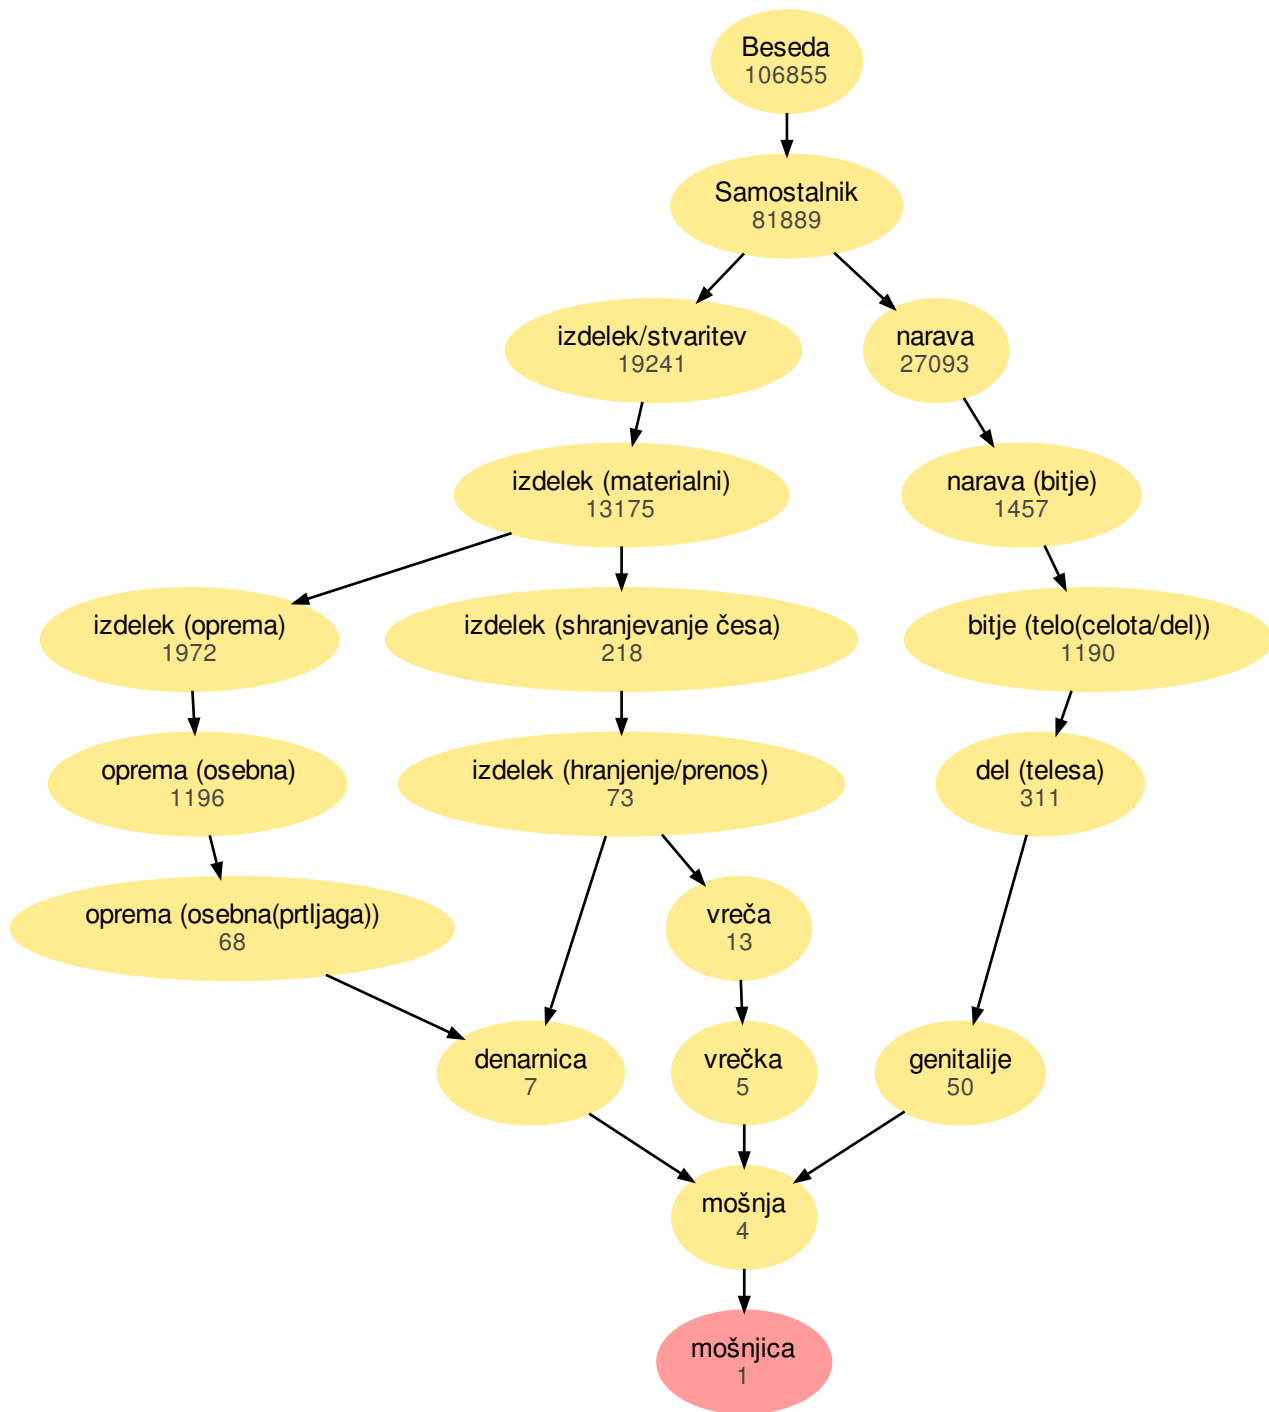 Beseda
106855
Samostalnik
81889
izdelek/stvaritev
19241
narava
27093
izdelek (materialni)
13175
narava (bitje)
1457
izdelek (oprema)
1972
izdelek (shranjevanje česa)
218
bitje (telo(celota/del))
1190
oprema (osebna)
1196
izdelek (hranjenje/prenos)
73
del (telesa)
311
oprema (osebna(prtljaga))
68
vreča
13
denarnica
7
vrečka
5
genitalije
50
mošnja
4
mošnjica
1